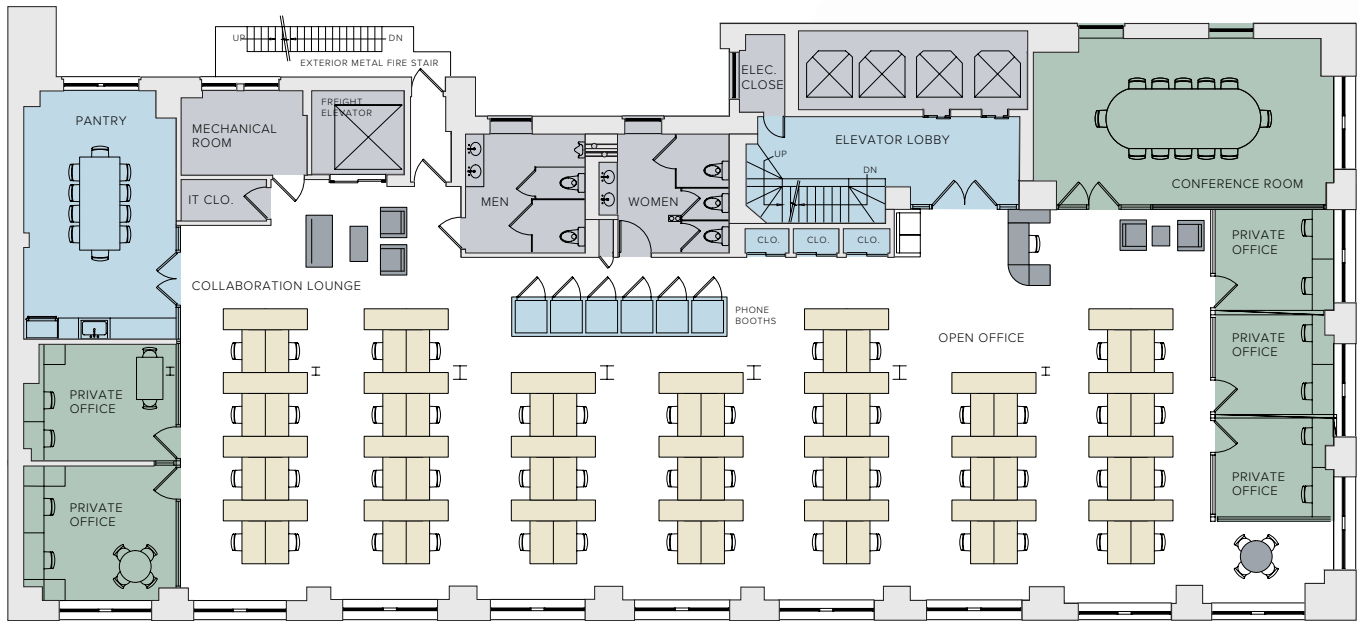 UP
DN
EXTERIOR METAL FIRE STAIR
ELEC.
CLOSE
FREIGHT
ELEVATOR
PANTRY
MECHANICAL
ROOM
ELEVATOR LOBBY
UP
DN
CONFERENCE ROOM
IT CLO.
MEN
WOMEN
CLO.
CLO.
CLO.
PRIVATE
OFFICE
COLLABORATION LOUNGE
PHONE
BOOTHS
OPEN OFFICE
PRIVATE
OFFICE
PRIVATE
OFFICE
PRIVATE
OFFICE
PRIVATE
OFFICE